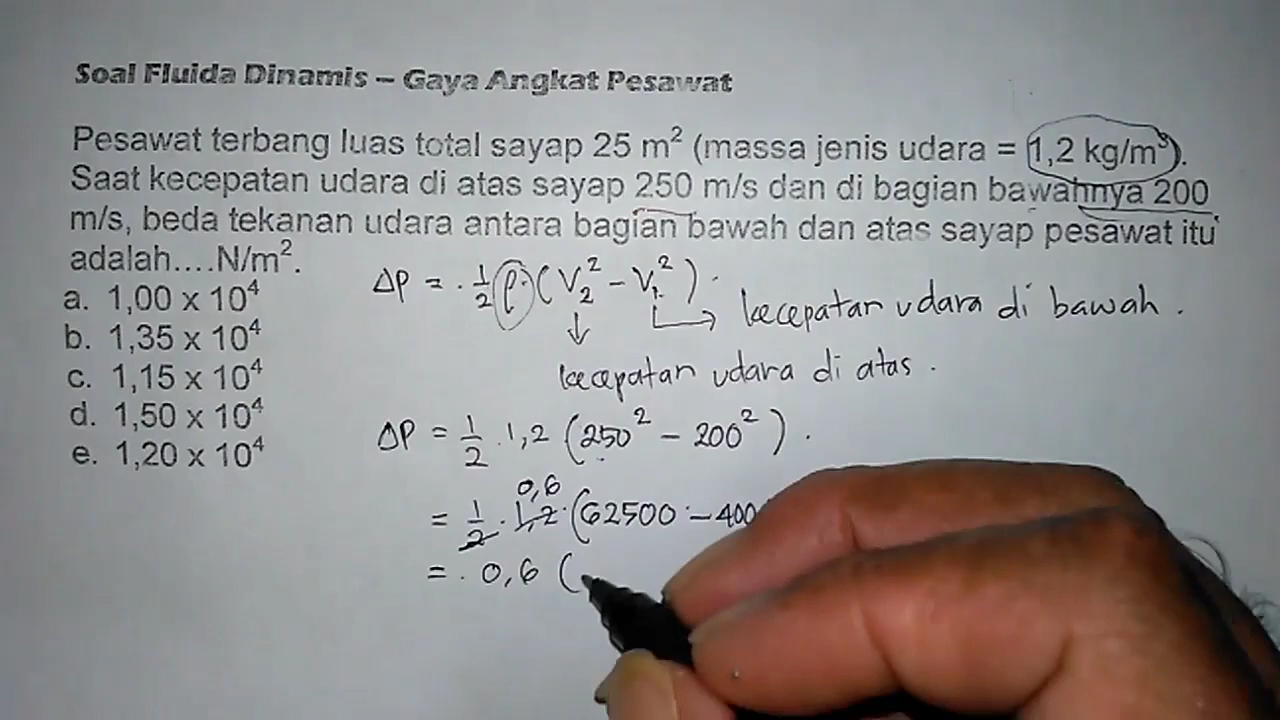 Soal Fluida Dinamis – Gaya Angkat Pesawat
Pesawat terbang luas total sayap 25 m² (massa jenis udara = 1,2 kg/m³).
Saat kecepatan udara di atas sayap 250 m/s dan di bagian bawahnya 200
m/s, beda tekanan udara antara bagian bawah dan atas sayap pesawat itu
adalah....N/m².
a. 1,00 x 10⁴
b. 1,35 x 10⁴
c. 1,15 x 10⁴
d. 1,50 x 10⁴
e. 1,20 x 10⁴
ΔP = . 1/2 ρ. (V₂² - V₁²) .
kecepatan udara di bawah .
kecepatan udara di atas .
ΔP = 1/2 . 1,2 (250² - 200²) .
0,6
= 1/2 . 1,2 . (62500 - 400
= . 0,6 (